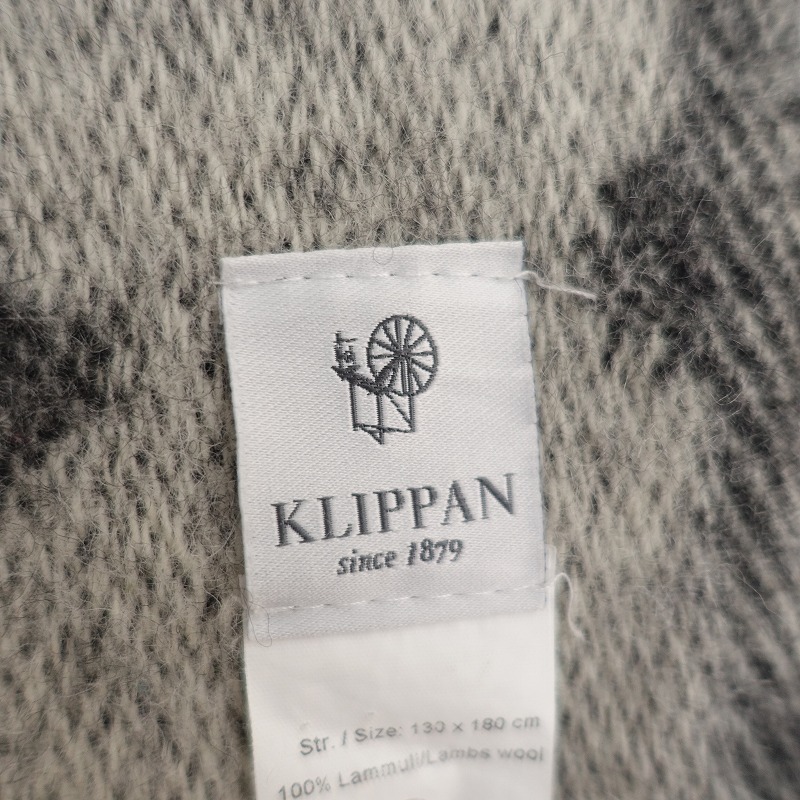 KLIPPAN
since 1879
Str. / Size: 130 x 180 cm
100% Lammull/Lambs wool